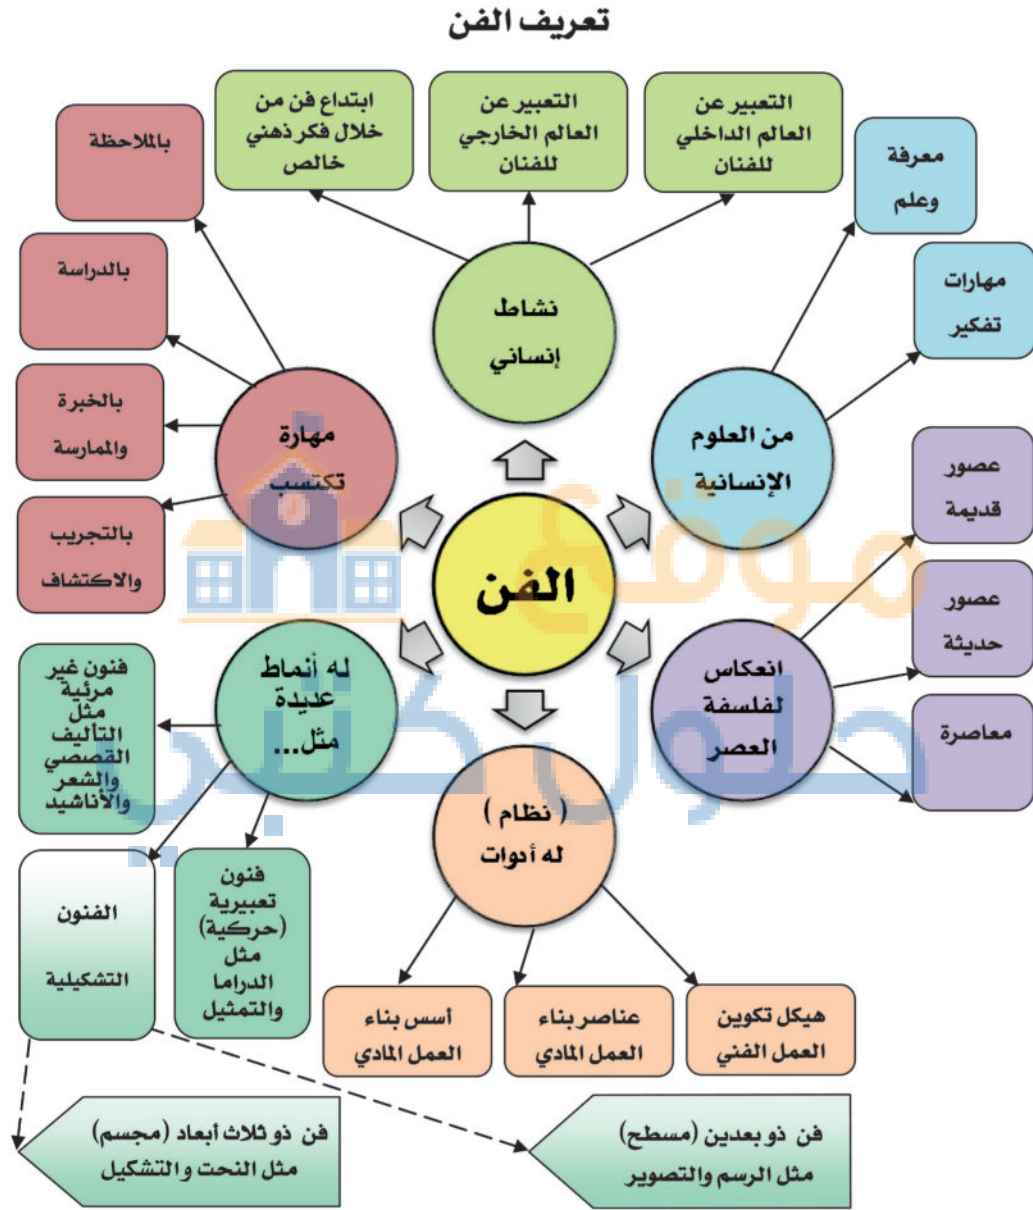 تعريف الفن
التعبير عن
العالم الداخلي
للفنان
التعبير عن
العالم الخارجي
للفنان
ابتداع فن من
خلال فكر ذهني
خالص
معرفة
وعلم
مهارات
تفكير
بالملاحظة
بالدراسة
بالخبرة
والممارسة
بالتجريب
والاكتشاف
نشاط
إنساني
من العلوم
الإنسانية
مهارة
تكتسب
الفن
عصور
قديمة
عصور
حديثة
معاصرة
انعكاس
لفلسفة
العصر
له أنماط
عديدة
مثل...
( نظام )
له أدوات
فنون غير
مرئية
مثل
التأليف
القصصي
والشعر
والأناشيد
فنون
تعبيرية
(حركية)
مثل
الدراما
والتمثيل
الفنون
التشكيلية
هيكل تكوين
العمل الفني
عناصر بناء
العمل المادي
أسس بناء
العمل المادي
فن ذو بعدين (مسطح)
مثل الرسم والتصوير
فن ذو ثلاث أبعاد (مجسم)
مثل النحت والتشكيل
موقع
حلول كتبي